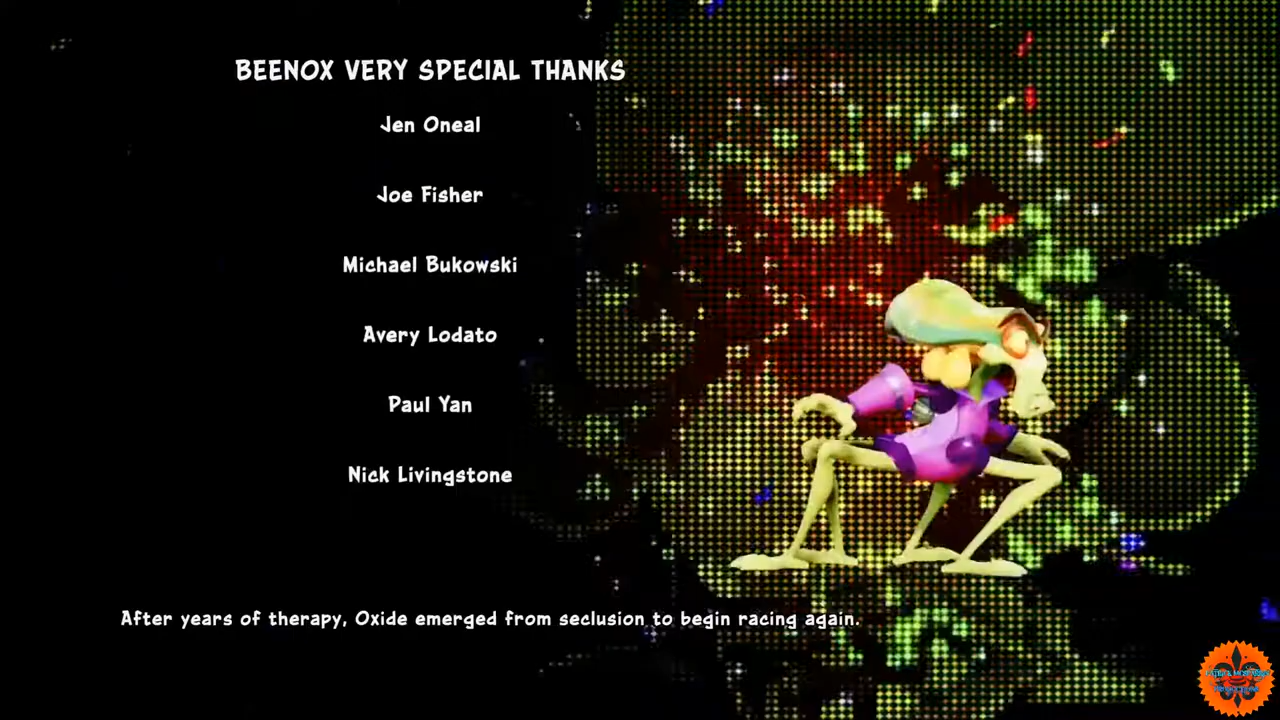 BEENOX VERY SPECIAL THANKS
Jen Oneal
Joe Fisher
Michael Bukowski
Avery Lodato
Paul Yan
Nick Livingstone
After years of therapy, Oxide emerged from seclusion to begin racing again.